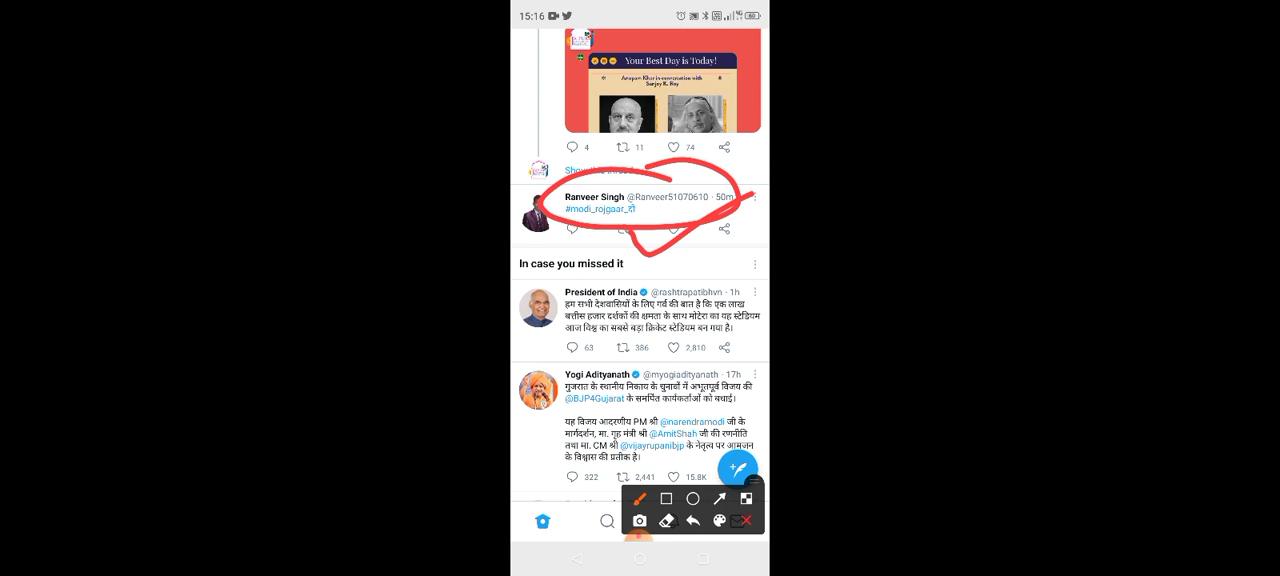 15:16
60
Your Best Day is Today!
Anupam Kher in conversation with
Sanjoy K. Roy
4 11 74
Ranveer Singh @Ranveer51070610 · 50m
#modi_rojgaar_दो
In case you missed it
President of India @rashtrapatibhvn · 1h
हम सभी देशवासियों के लिए गर्व की बात है कि एक लाख
बत्तीस हजार दर्शकों की क्षमता के साथ मोटेरा का यह स्टेडियम
आज विश्व का सबसे बड़ा क्रिकेट स्टेडियम बन गया है।
63 386 2,810
Yogi Adityanath @myogiadityanath · 17h
गुजरात के स्थानीय निकाय के चुनावों में अभूतपूर्व विजय की
@BJP4Gujarat के समर्पित कार्यकर्ताओं को बधाई।
यह विजय आदरणीय PM श्री @narendramodi जी के
मार्गदर्शन, मा. गृह मंत्री श्री @AmitShah जी की रणनीति
तथा मा. CM श्री @vijayrupanibjp के नेतृत्व पर आमजन
के विश्वास की प्रतीक है।
322 2,441 15.8K